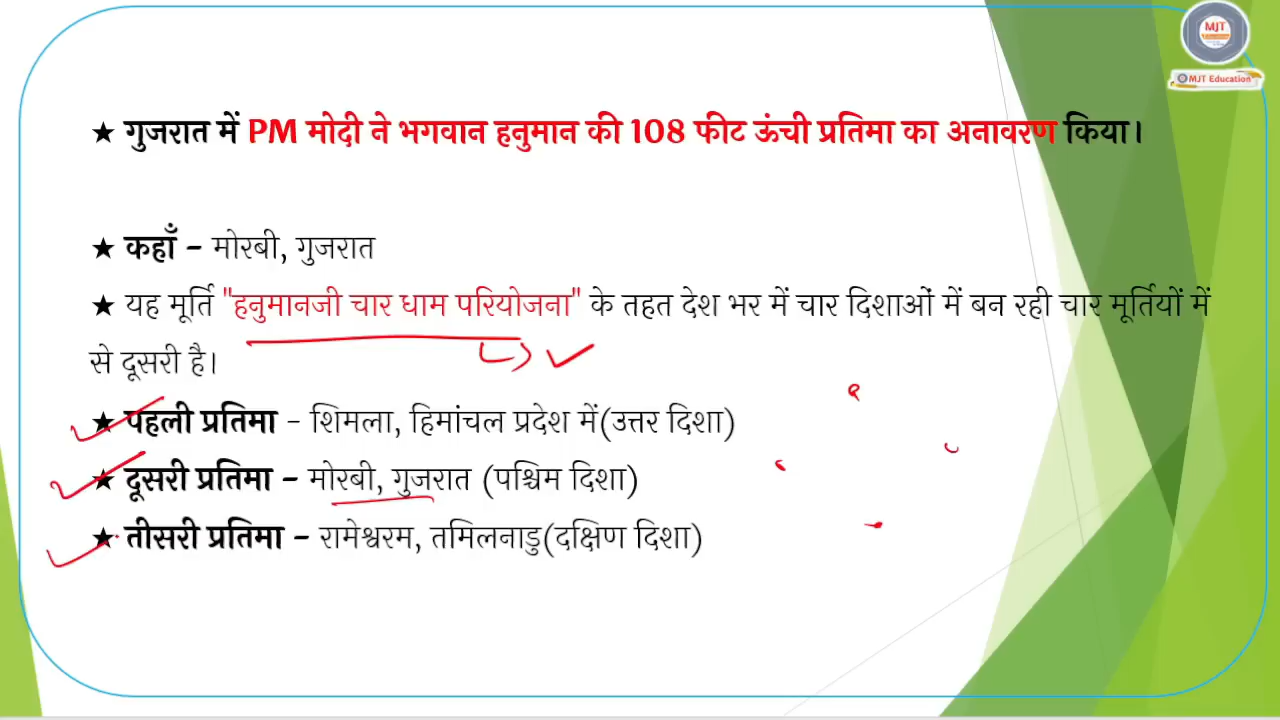 MJT
MJT Education
★ गुजरात में PM मोदी ने भगवान हनुमान की 108 फीट ऊंची प्रतिमा का अनावरण किया।
★ कहाँ – मोरबी, गुजरात
★ यह मूर्ति "हनुमानजी चार धाम परियोजना" के तहत देश भर में चार दिशाओं में बन रही चार मूर्तियों में
से दूसरी है।
★ पहली प्रतिमा – शिमला, हिमांचल प्रदेश में(उत्तर दिशा)
★ दूसरी प्रतिमा – मोरबी, गुजरात (पश्चिम दिशा)
★ तीसरी प्रतिमा – रामेश्वरम, तमिलनाडु(दक्षिण दिशा)